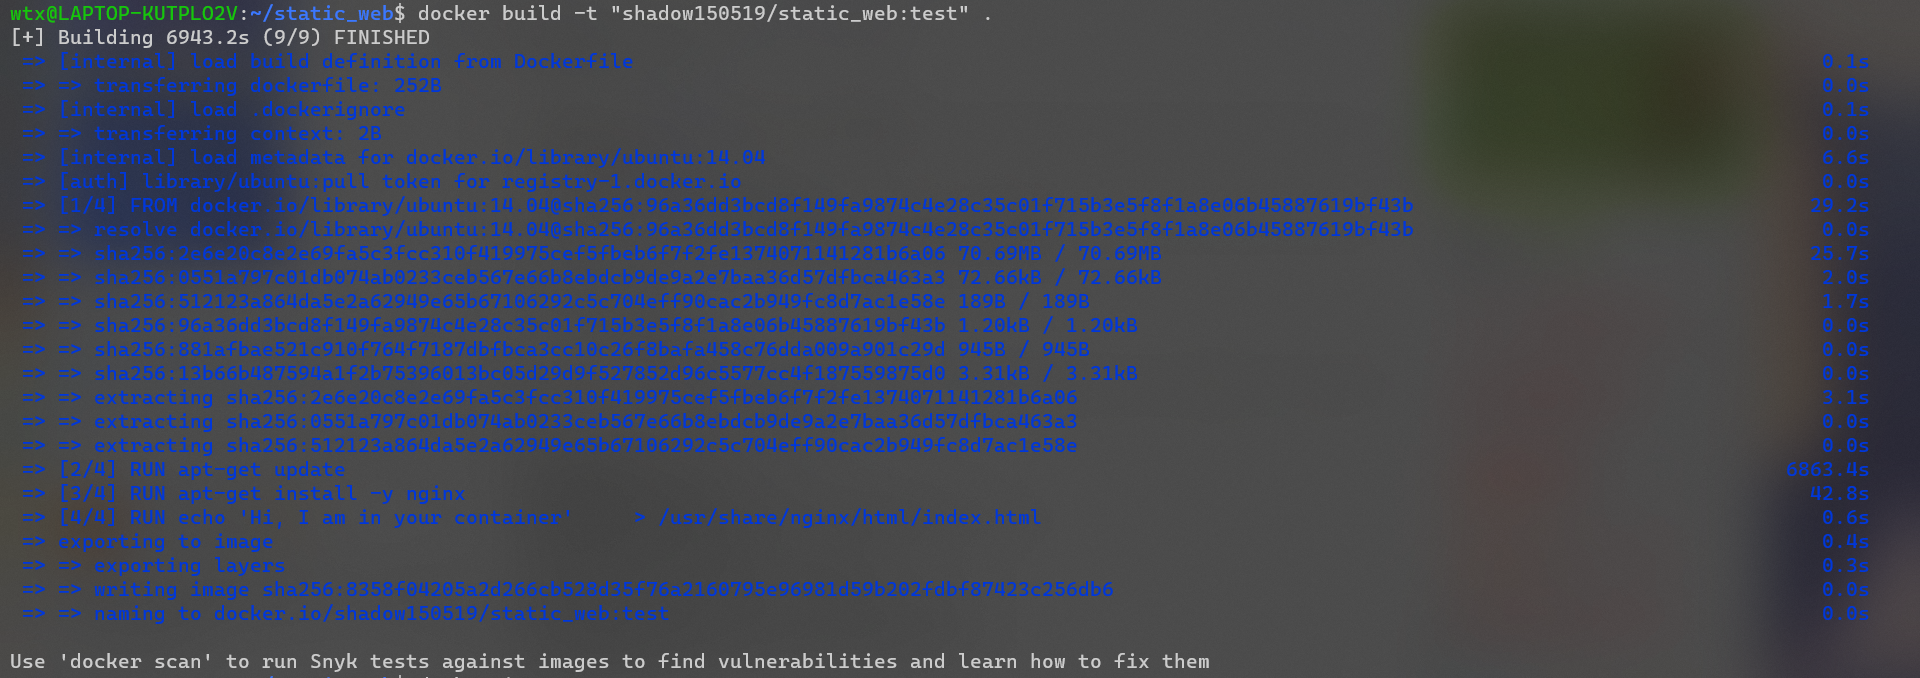 wtx@LAPTOP-KUTPLO2V:~/static_web$ docker build -t "shadow150519/static_web:test" .
[+] Building 6943.2s (9/9) FINISHED
=> [internal] load build definition from Dockerfile 0.1s
=> => transferring dockerfile: 252B 0.0s
=> [internal] load .dockerignore 0.1s
=> => transferring context: 2B 0.0s
=> [internal] load metadata for docker.io/library/ubuntu:14.04 6.6s
=> [auth] library/ubuntu:pull token for registry-1.docker.io 0.0s
=> [1/4] FROM docker.io/library/ubuntu:14.04@sha256:96a36dd3bcd8f149fa9874c4e28c35c01f715b3e5f8f1a8e06b45887619bf43b 29.2s
=> => resolve docker.io/library/ubuntu:14.04@sha256:96a36dd3bcd8f149fa9874c4e28c35c01f715b3e5f8f1a8e06b45887619bf43b 0.0s
=> => sha256:2e6e20c8e2e69fa5c3fcc310f419975cef5fbeb6f7f2fe1374071141281b6a06 70.69MB / 70.69MB 25.7s
=> => sha256:0551a797c01db074ab0233ceb567e66b8ebdcb9de9a2e7baa36d57dfbca463a3 72.66kB / 72.66kB 2.8s
=> => sha256:512123a864da5e2a62949e65b67106292c5c704eff90cac2b949fc8d7ac1e58e 189B / 189B 1.7s
=> => sha256:96a36dd3bcd8f149fa9874c4e28c35c01f715b3e5f8f1a8e06b45887619bf43b 1.20kB / 1.20kB 0.0s
=> => sha256:881afbae521c910f764f7187dbfbca3cc10c26f8bafa458c76dda009a901c29d 945B / 945B 0.0s
=> => sha256:13b66b487594a1f2b75396013bc05d29d9f527852d96c5577cc4f187559875d0 3.31kB / 3.31kB 0.0s
=> => extracting sha256:2e6e20c8e2e69fa5c3fcc310f419975cef5fbeb6f7f2fe1374071141281b6a06 3.1s
=> => extracting sha256:0551a797c01db074ab0233ceb567e66b8ebdcb9de9a2e7baa36d57dfbca463a3 0.0s
=> => extracting sha256:512123a864da5e2a62949e65b67106292c5c704eff90cac2b949fc8d7ac1e58e 0.0s
=> [2/4] RUN apt-get update 6863.4s
=> [3/4] RUN apt-get install -y nginx 42.8s
=> [4/4] RUN echo 'Hi, I am in your container'     > /usr/share/nginx/html/index.html 0.6s
=> exporting to image 0.4s
=> => exporting layers 0.3s
=> => writing image sha256:8358f04205a2d266cb528d35f76a2160795e96981d59b202fdbf87423c256db6 0.0s
=> => naming to docker.io/shadow150519/static_web:test 0.0s
Use 'docker scan' to run Snyk tests against images to find vulnerabilities and learn how to fix them